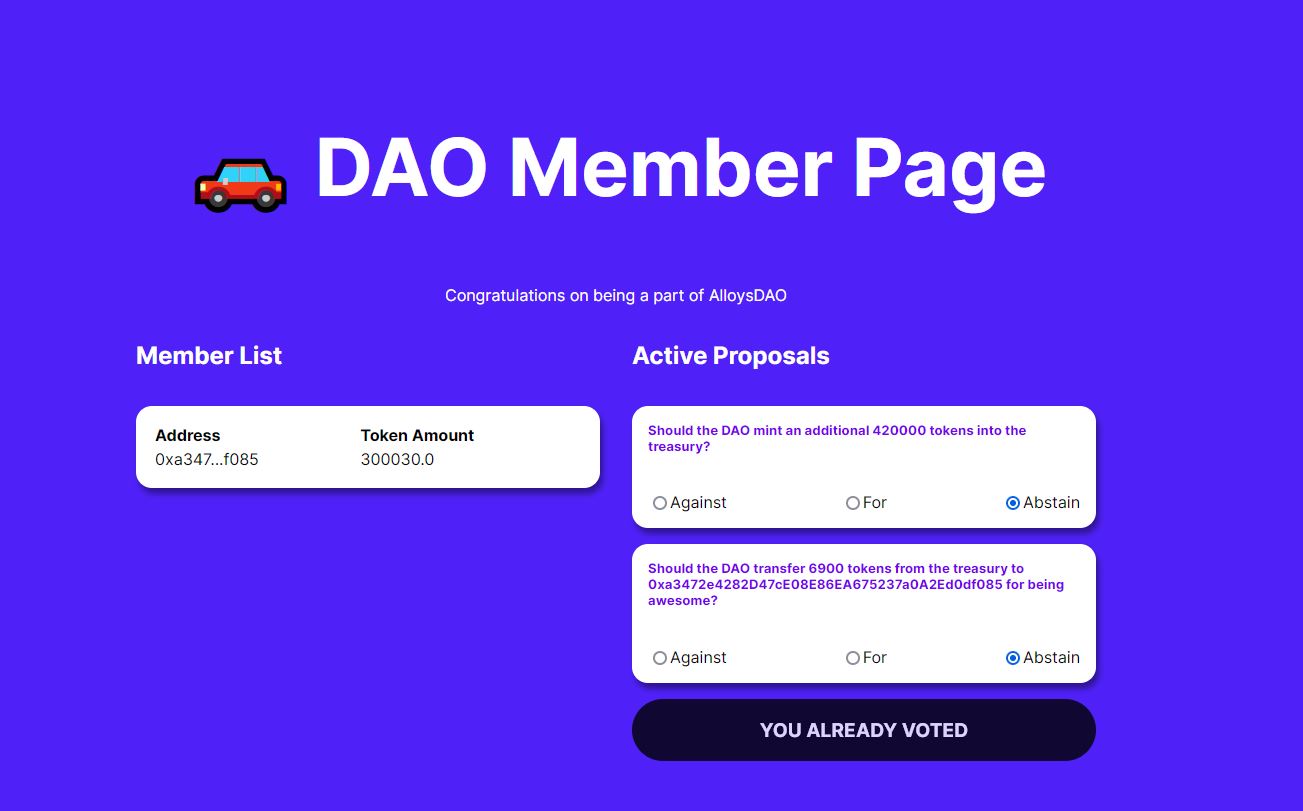 DAO Member Page
Congratulations on being a part of AlloysDAO
Member List
Address Token Amount
0xa347...f085 300030.0
Active Proposals
Should the DAO mint an additional 420000 tokens into the
treasury?
Against For Abstain
Should the DAO transfer 6900 tokens from the treasury to
0xa3472e4282D47cE08E86EA675237a0A2Ed0df085 for being
awesome?
Against For Abstain
YOU ALREADY VOTED